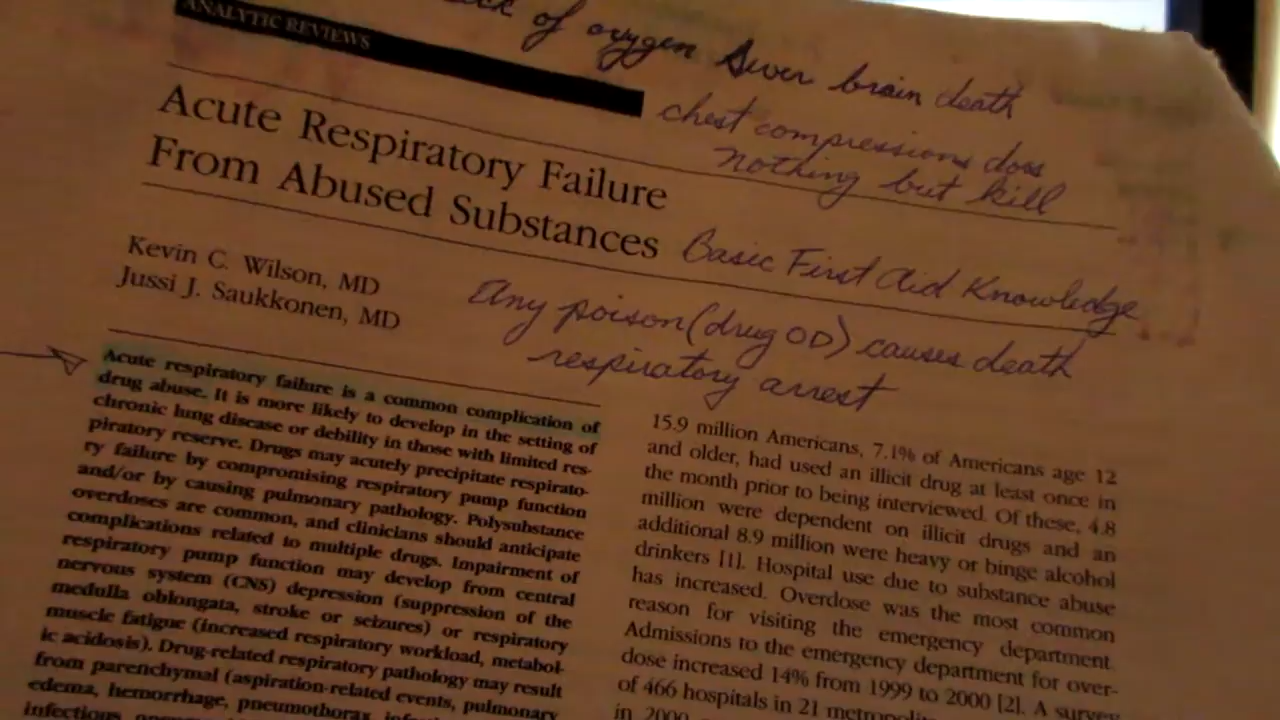 of oxygen sever brain death
ANALYTIC REVIEWS
chest compressions does
nothing but kill
Acute Respiratory Failure
From Abused Substances
Basic First Aid Knowledge
Kevin C. Wilson, MD
Jussi J. Saukkonen, MD
Any poison (drug OD) causes death
respiratory arrest
Acute respiratory failure is a common complication of
drug abuse. It is more likely to develop in the setting of
chronic lung disease or debility in those with limited res-
piratory reserve. Drugs may acutely precipitate respirato-
ry failure by compromising respiratory pump function
and/or by causing pulmonary pathology. Polysubstance
overdoses are common, and clinicians should anticipate
complications related to multiple drugs. Impairment of
respiratory pump function may develop from central
nervous system (CNS) depression (suppression of the
medulla oblongata, stroke or seizures) or respiratory
muscle fatigue (increased respiratory workload, metabol-
ic acidosis). Drug-related respiratory pathology may result
from parenchymal (aspiration-related events, pulmonary
edema, hemorrhage, pneumothorax,
infections
15.9 million Americans, 7.1% of Americans age 12
and older, had used an illicit drug at least once in
the month prior to being interviewed. Of these, 4.8
million were dependent on illicit drugs and an
additional 8.9 million were heavy or binge alcohol
drinkers [1]. Hospital use due to substance abuse
has increased. Overdose was the most common
reason for visiting the emergency department.
Admissions to the emergency department for over-
dose increased 14% from 1999 to 2000 [2]. A survey
of 466 hospitals in 21
in 2000